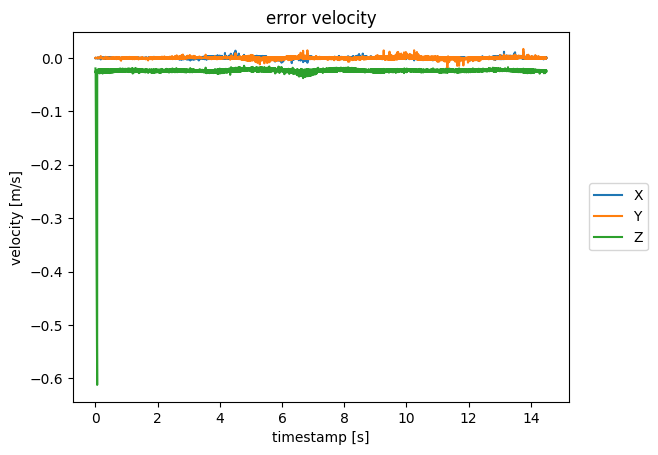 error velocity
velocity [m/s]
0.0
−0.1
−0.2
−0.3
−0.4
−0.5
−0.6
0 2 4 6 8 10 12 14
timestamp [s]
X
Y
Z